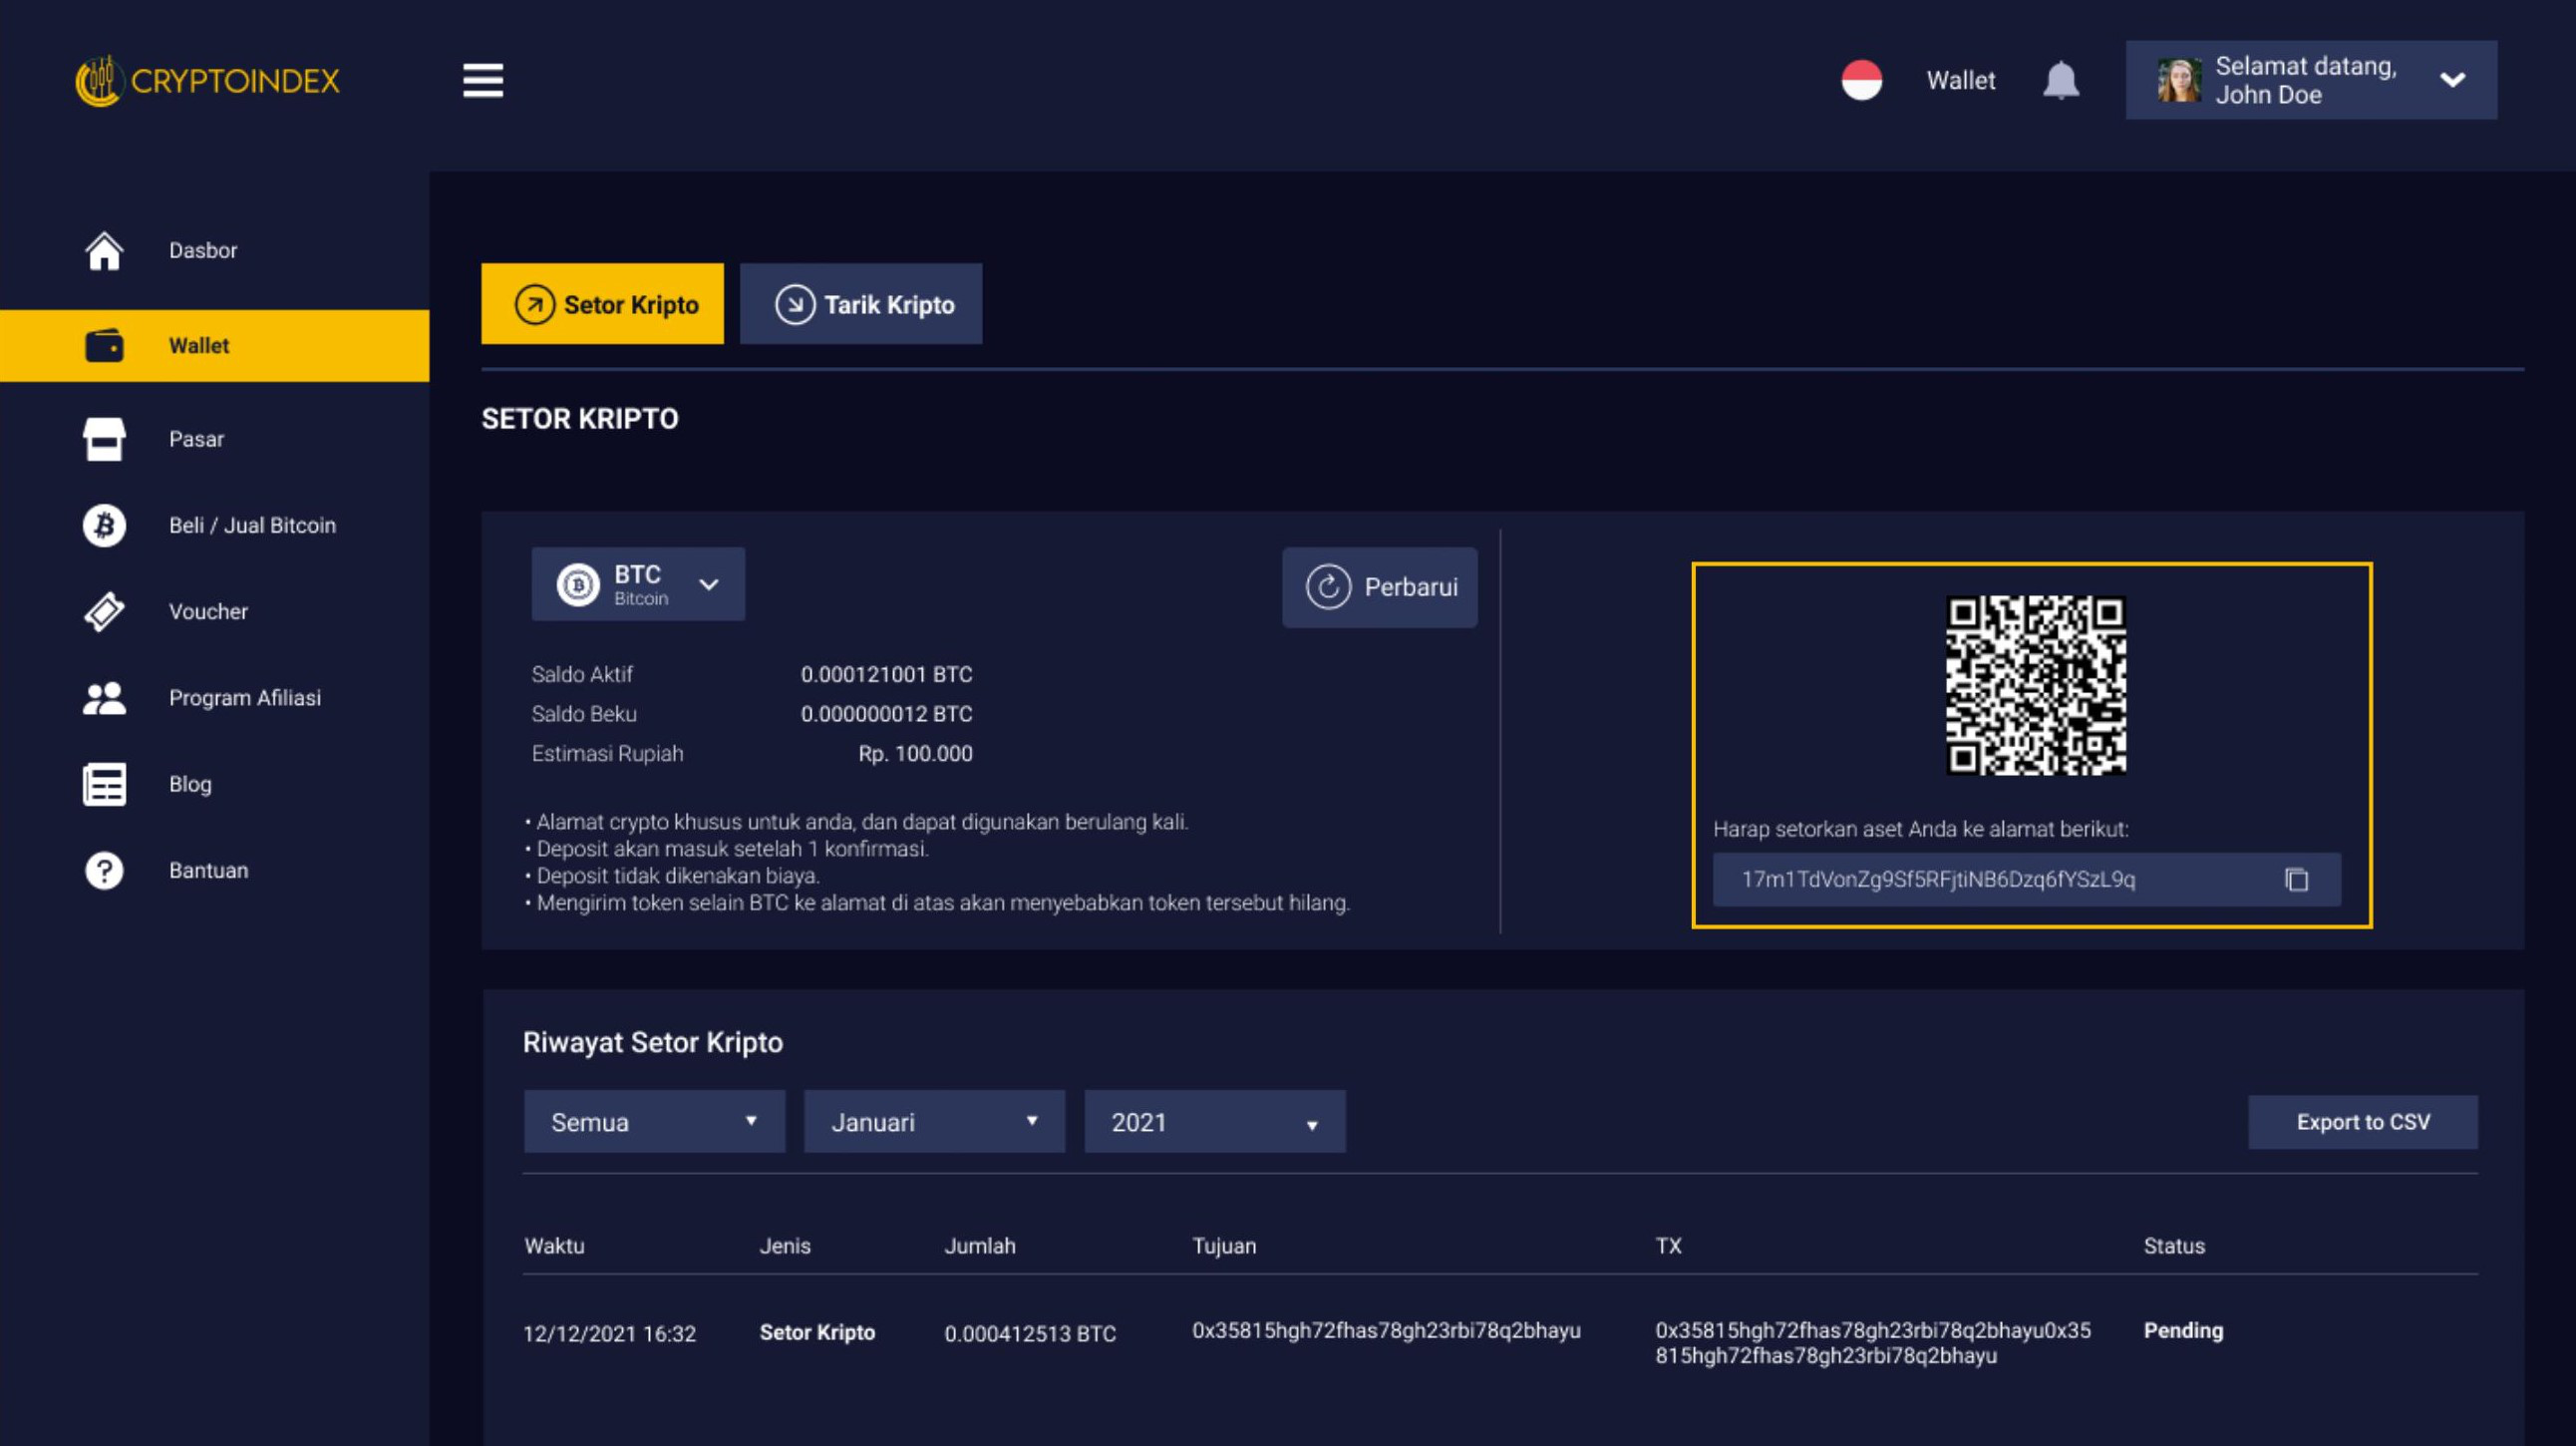 CRYPTOINDEX
Wallet
Selamat datang,
John Doe
Dasbor
Wallet
Pasar
Beli / Jual Bitcoin
Voucher
Program Afiliasi
Blog
Bantuan
Setor Kripto
Tarik Kripto
SETOR KRIPTO
BTC
Bitcoin
Perbarui
Saldo Aktif 0.000121001 BTC
Saldo Beku 0.000000012 BTC
Estimasi Rupiah Rp. 100.000
• Alamat crypto khusus untuk anda, dan dapat digunakan berulang kali.
• Deposit akan masuk setelah 1 konfirmasi.
• Deposit tidak dikenakan biaya.
• Mengirim token selain BTC ke alamat di atas akan menyebabkan token tersebut hilang.
Harap setorkan aset Anda ke alamat berikut:
17m1TdVonZg9Sf5RFjtiNB6Dzq6fYSzL9q
Riwayat Setor Kripto
Semua Januari 2021 Export to CSV
Waktu Jenis Jumlah Tujuan TX Status
12/12/2021 16:32 Setor Kripto 0.000412513 BTC 0x35815hgh72fhas78gh23rbi78q2bhayu 0x35815hgh72fhas78gh23rbi78q2bhayu0x35 Pending
815hgh72fhas78gh23rbi78q2bhayu